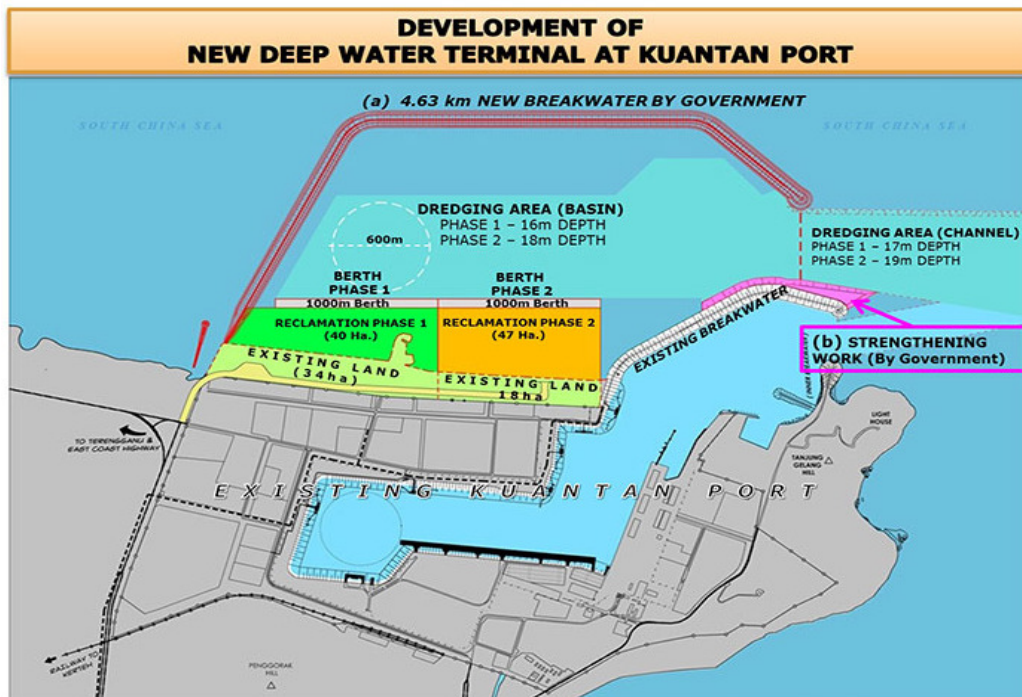 DEVELOPMENT OF
NEW DEEP WATER TERMINAL AT KUANTAN PORT
(a) 4.63 km NEW BREAKWATER BY GOVERNMENT
SOUTH CHINA SEA
SOUTH CHINA SEA
DREDGING AREA (BASIN)
PHASE 1 – 16m DEPTH
PHASE 2 – 18m DEPTH
600m
DREDGING AREA (CHANNEL)
PHASE 1 – 17m DEPTH
PHASE 2 – 19m DEPTH
BERTH
PHASE 1
BERTH
PHASE 2
1000m Berth
1000m Berth
RECLAMATION PHASE 1
(40 Ha.)
RECLAMATION PHASE 2
(47 Ha.)
EXISTING BREAKWATER
(b) STRENGTHENING
WORK (By Government)
EXISTING LAND
(34ha)
EXISTING LAND
18ha
LIGHT
HOUSE
TO TERENGGANU &
EAST COAST HIGHWAY
TANJUNG
GELANG
HILL
EXISTING KUANTAN PORT
RAILWAY TO
KERTEH
PENGGORAK
HILL